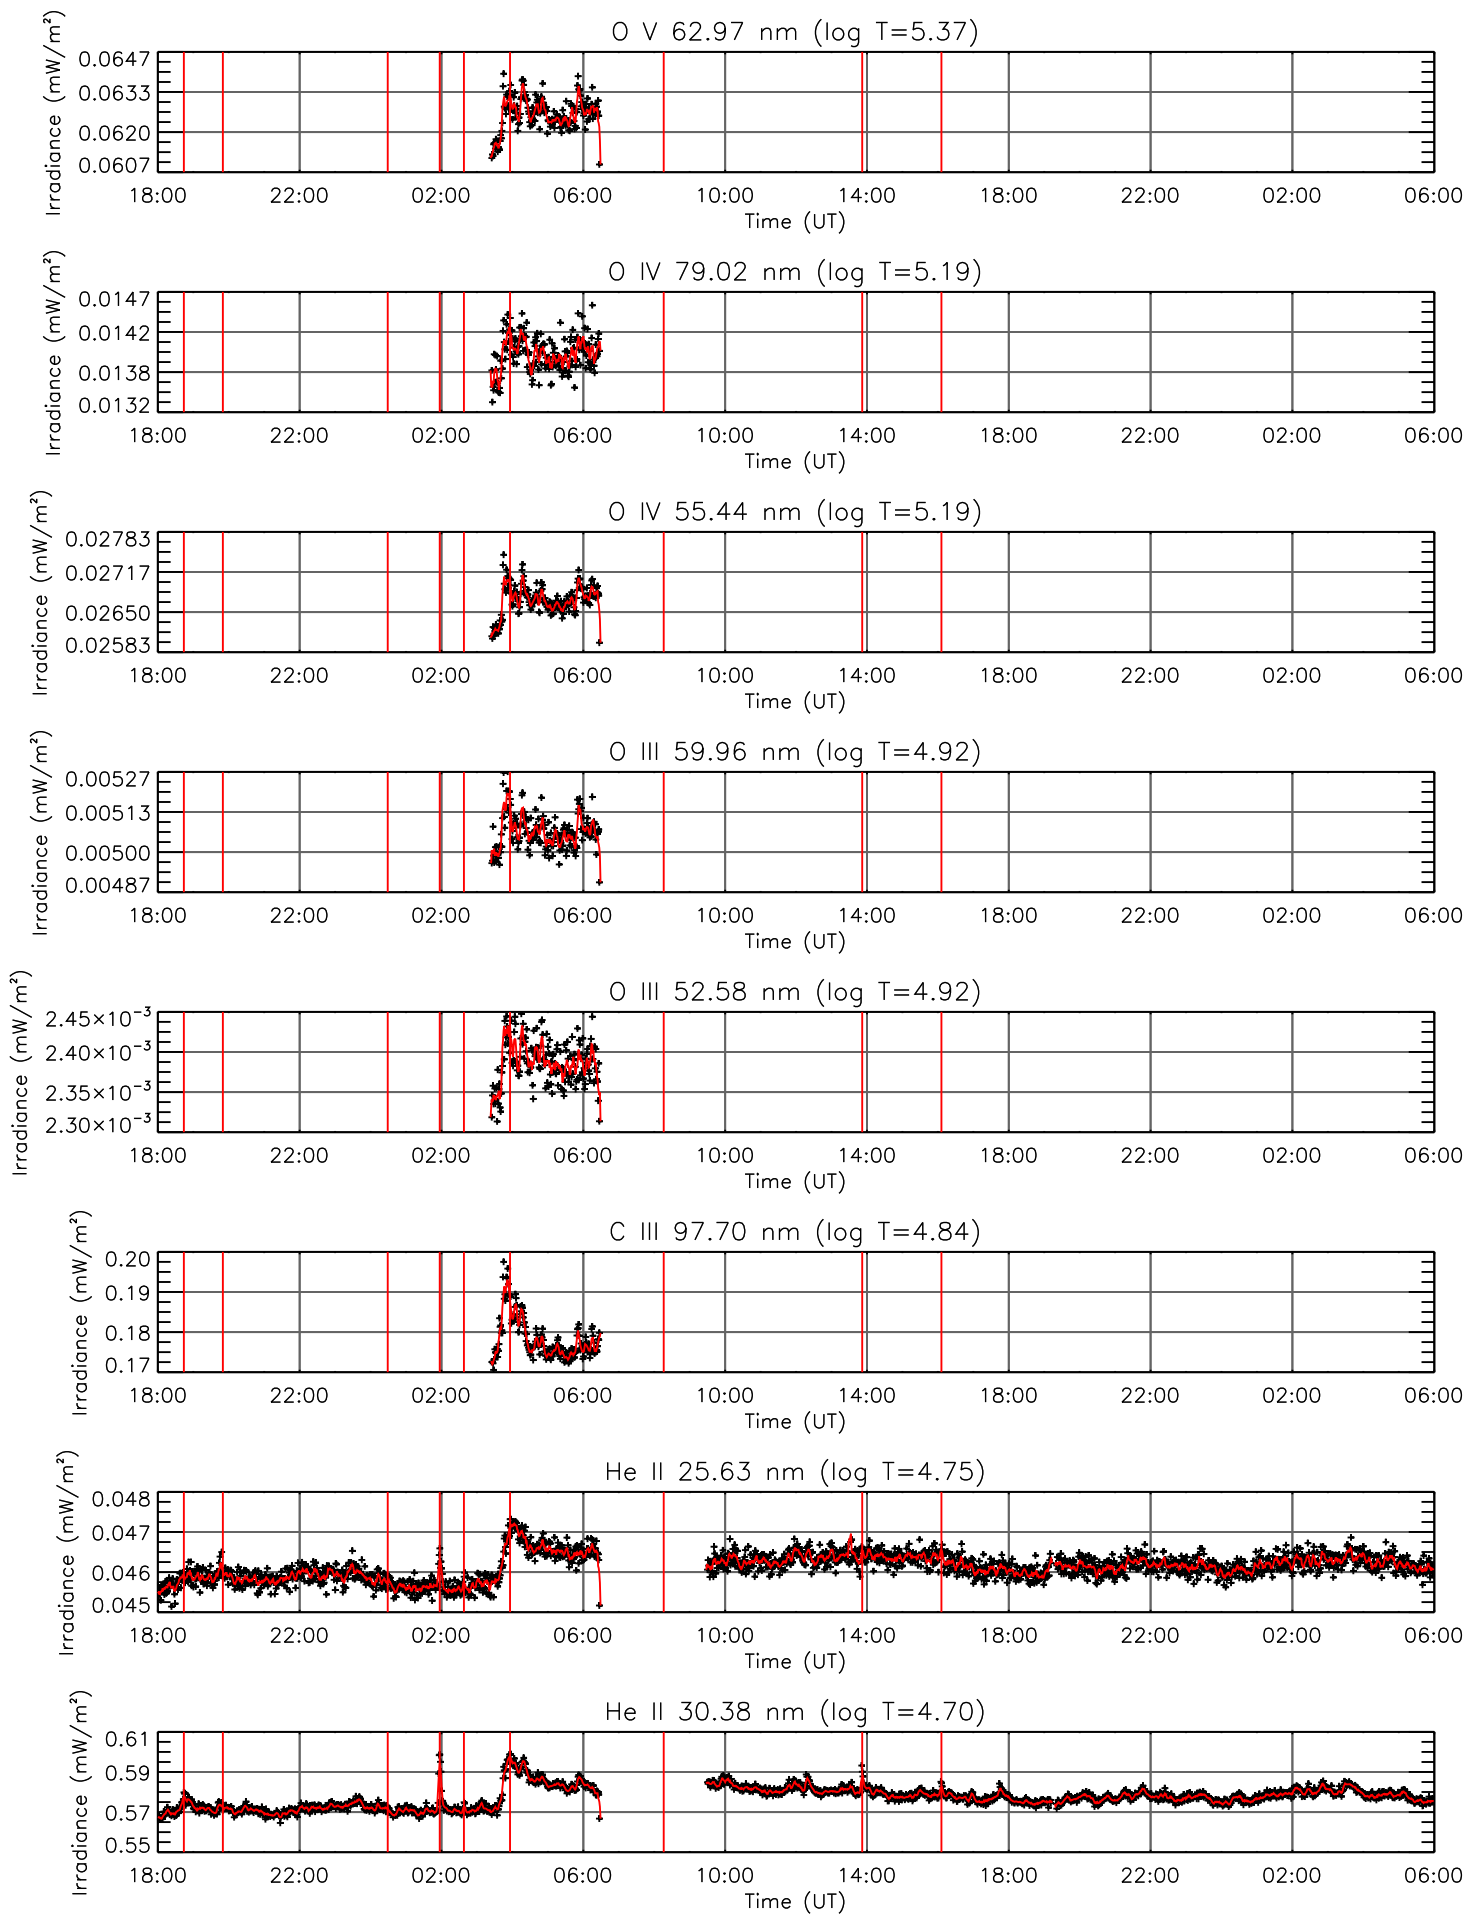 O V 62.97 nm (log T=5.37)
Irradiance (mW/m²)
0.0647
0.0633
0.0620
0.0607
18:00 22:00 02:00 06:00 10:00 14:00 18:00 22:00 02:00 06:00
Time (UT)
O IV 79.02 nm (log T=5.19)
Irradiance (mW/m²)
0.0147
0.0142
0.0138
0.0132
18:00 22:00 02:00 06:00 10:00 14:00 18:00 22:00 02:00 06:00
Time (UT)
O IV 55.44 nm (log T=5.19)
Irradiance (mW/m²)
0.02783
0.02717
0.02650
0.02583
18:00 22:00 02:00 06:00 10:00 14:00 18:00 22:00 02:00 06:00
Time (UT)
O III 59.96 nm (log T=4.92)
Irradiance (mW/m²)
0.00527
0.00513
0.00500
0.00487
18:00 22:00 02:00 06:00 10:00 14:00 18:00 22:00 02:00 06:00
Time (UT)
O III 52.58 nm (log T=4.92)
Irradiance (mW/m²)
2.45×10⁻³
2.40×10⁻³
2.35×10⁻³
2.30×10⁻³
18:00 22:00 02:00 06:00 10:00 14:00 18:00 22:00 02:00 06:00
Time (UT)
C III 97.70 nm (log T=4.84)
Irradiance (mW/m²)
0.20
0.19
0.18
0.17
18:00 22:00 02:00 06:00 10:00 14:00 18:00 22:00 02:00 06:00
Time (UT)
He II 25.63 nm (log T=4.75)
Irradiance (mW/m²)
0.048
0.047
0.046
0.045
18:00 22:00 02:00 06:00 10:00 14:00 18:00 22:00 02:00 06:00
Time (UT)
He II 30.38 nm (log T=4.70)
Irradiance (mW/m²)
0.61
0.59
0.57
0.55
18:00 22:00 02:00 06:00 10:00 14:00 18:00 22:00 02:00 06:00
Time (UT)